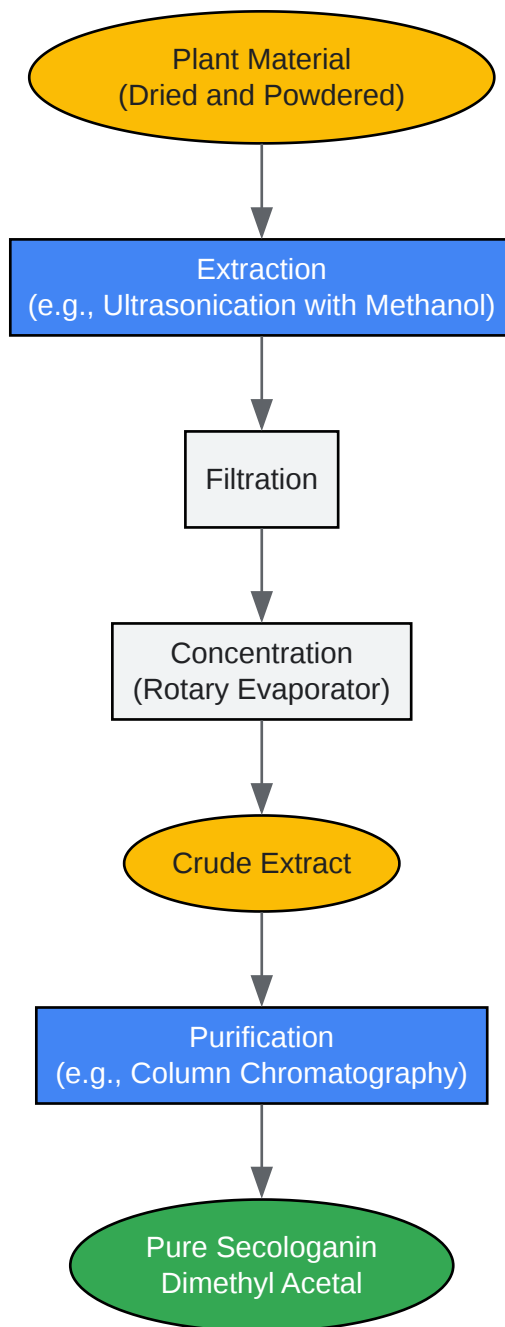 Plant Material
(Dried and Powdered)
Extraction
(e.g., Ultrasonication with Methanol)
Filtration
Concentration
(Rotary Evaporator)
Crude Extract
Purification
(e.g., Column Chromatography)
Pure Secologanin
Dimethyl Acetal